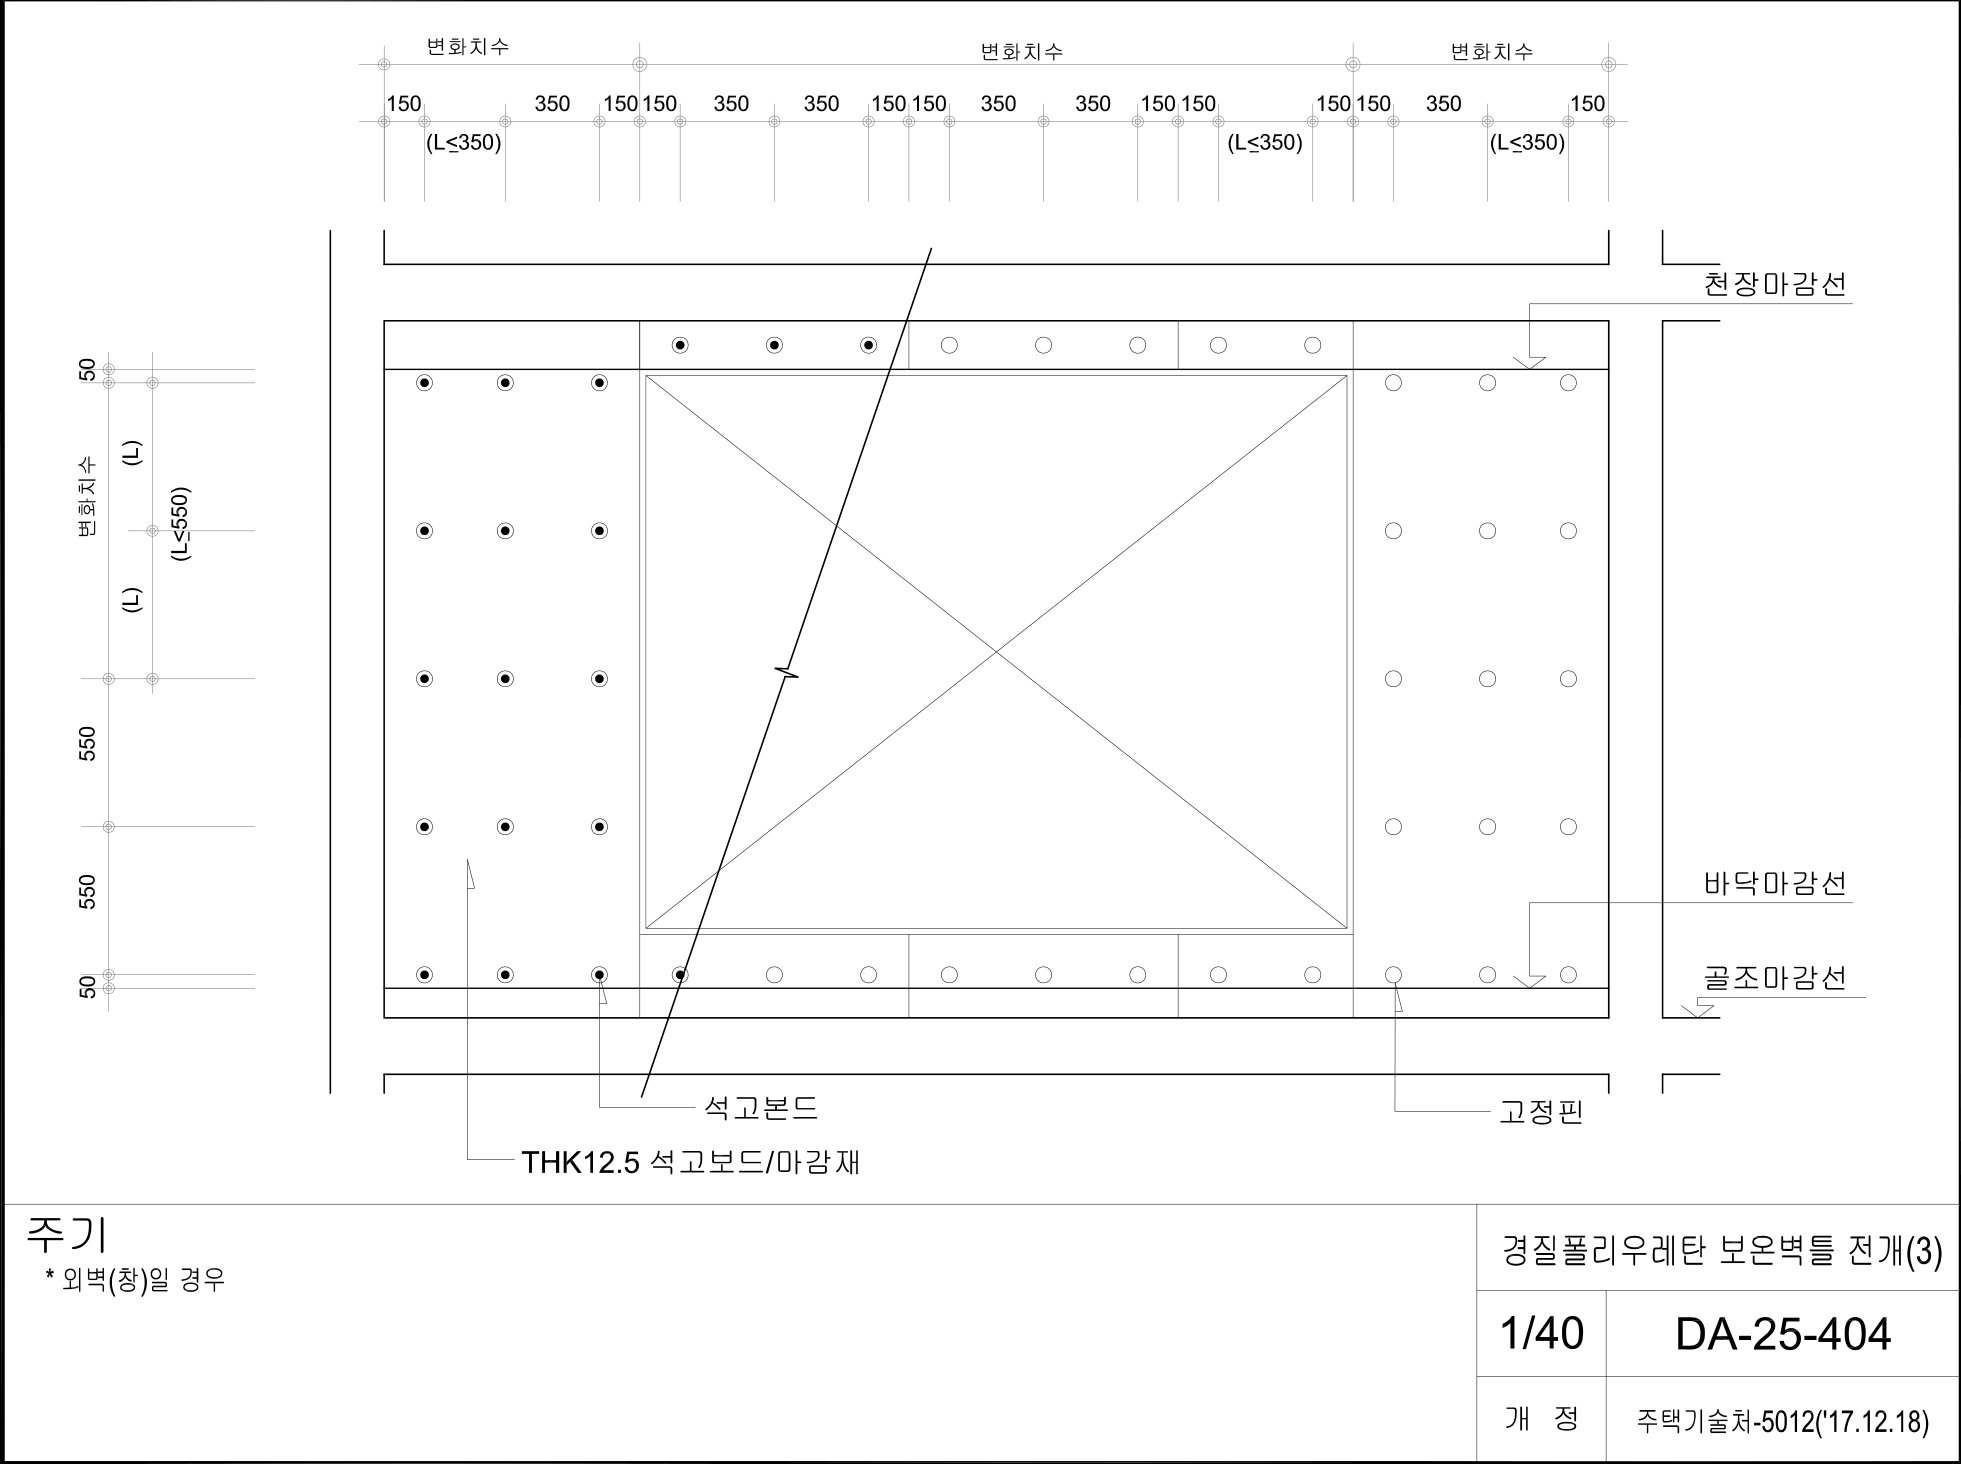 변화치수 변화치수 변화치수
150 350 150 150 350 350 150 150 350 350 150 150 150 150 350 150
(L≤350) (L≤350) (L≤350)
천장마감선
50
(L)
변화치수
(L≤550)
(L)
550
바닥마감선
550
골조마감선
50
석고본드
고정핀
THK12.5 석고보드/마감재
주기
* 외벽(창)일 경우
경질폴리우레탄 보온벽틀 전개(3)
1/40 DA-25-404
개 정 주택기술처-5012('17.12.18)